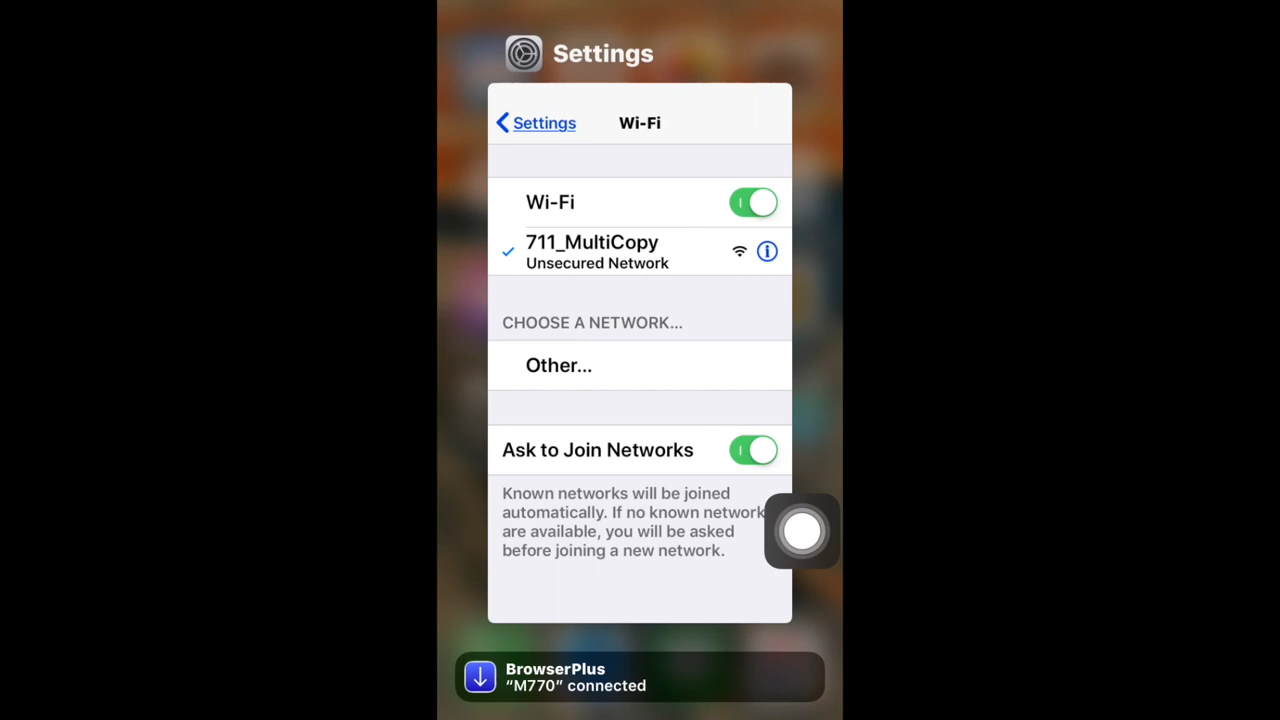 Settings
Settings
Wi-Fi
Wi-Fi
711_MultiCopy
Unsecured Network
CHOOSE A NETWORK...
Other...
Ask to Join Networks
Known networks will be joined
automatically. If no known network
are available, you will be asked
before joining a new network.
BrowserPlus
“M770” connected